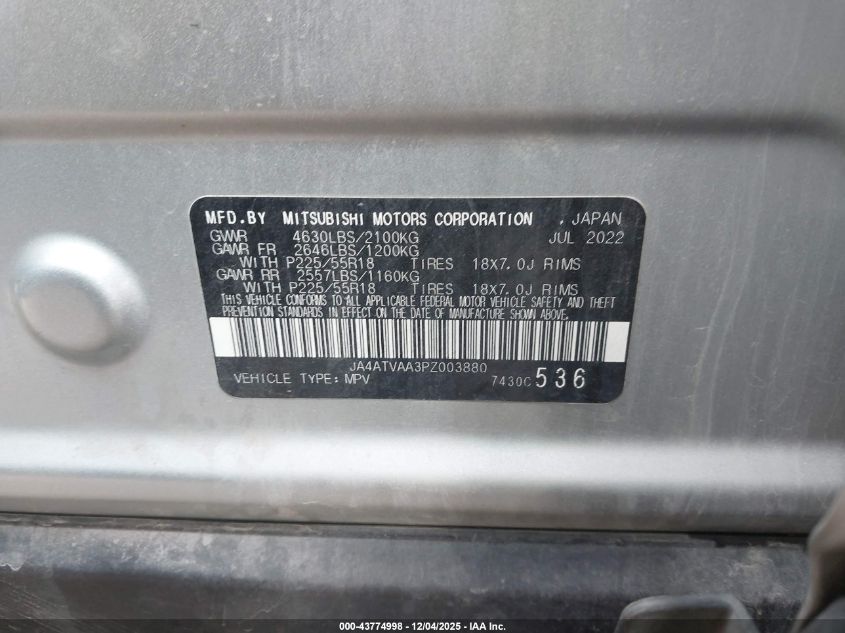 MFD.BY MITSUBISHI MOTORS CORPORATION , JAPAN
GVWR 4630LBS/2100KG JUL 2022
GAWR FR 2646LBS/1200KG
WITH P225/55R18 TIRES 18X7.0J RIMS
GAWR RR 2557LBS/1160KG
WITH P225/55R18 TIRES 18X7.0J RIMS
THIS VEHICLE CONFORMS TO ALL APPLICABLE FEDERAL MOTOR VEHICLE SAFETY AND THEFT
PREVENTION STANDARDS IN EFFECT ON THE DATE OF MANUFACTURE SHOWN ABOVE.
JA4ATVAA3PZ003880
VEHICLE TYPE: MPV 7430C 536
000-43774998 - 12/04/2025 - IAA Inc.